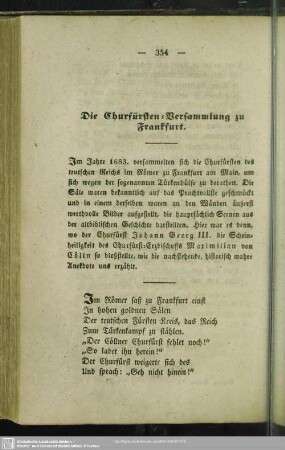 — 354 —
Die Churfürsten-Versammlung zu
Frankfurt.
Im Jahre 1683. versammelten sich die Churfürsten des
teutschen Reichs im Römer zu Frankfurt am Main, um
sich wegen der sogenannten Türkenhülfe zu berathen. Die
Säle waren bekanntlich auf das Prachtvollste geschmückt
und in einem derselben waren an den Wänden äußerst
werthvolle Bilder aufgestellt, die hauptsächlich Scenen aus
der altbiblischen Geschichte darstellten. Hier war es denn,
wo der Churfürst Johann Georg III. die Schein-
heiligkeit des Churfürst-Erzbischoffs Maximilian von
Cölln so bloßstellte, wie die nachstehende, historisch wahre
Anekdote uns erzählt.
Im Römer saß zu Frankfurt einst
In hohen goldnen Sälen
Der teutschen Fürsten Kreis, das Reich
Zum Türkenkampf zu stählen.
„Der Cöllner Churfürst fehlet noch!“
„So ladet ihn herein!“
Der Churfürst weigerte sich des
Und sprach: „Geh nicht hinein!“